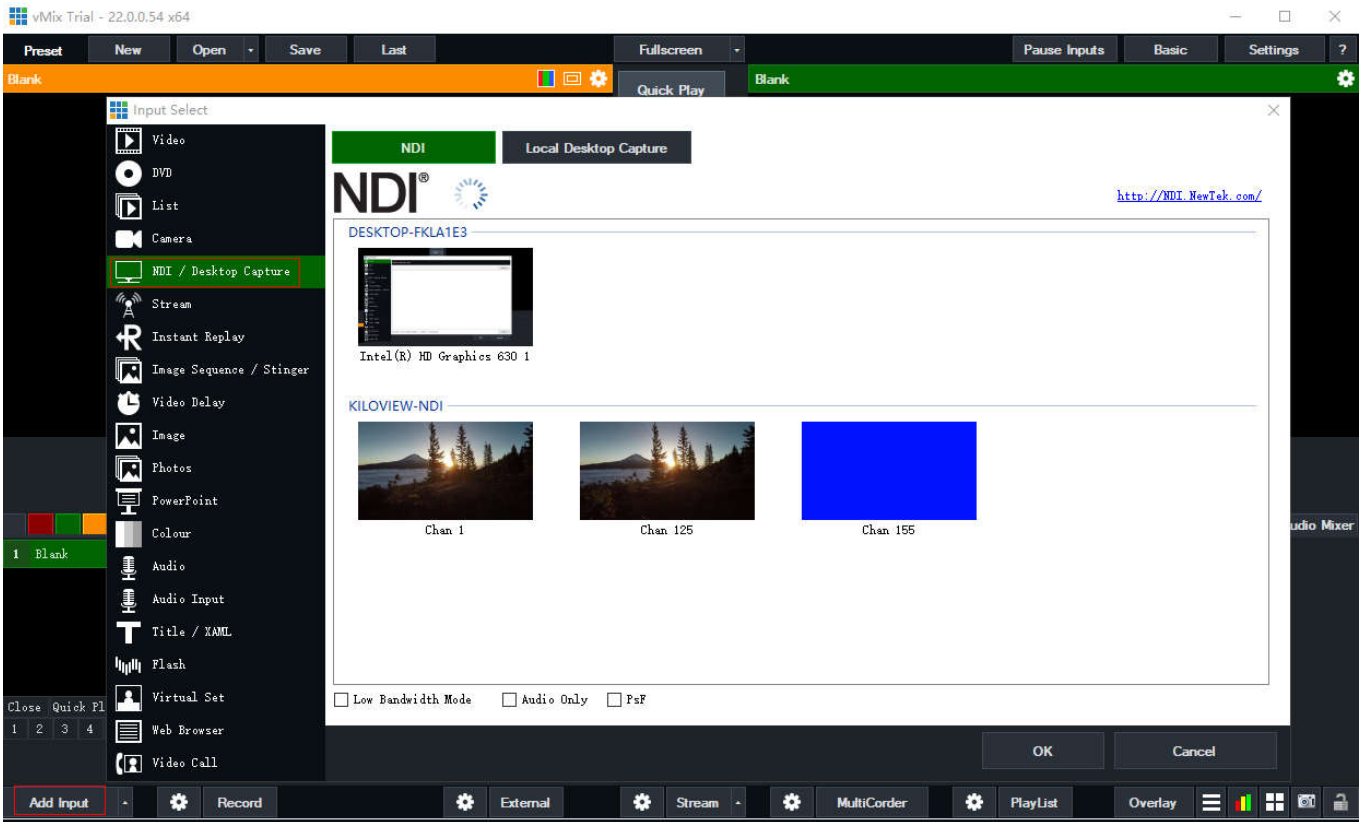 vMix Trial - 22.0.0.54 x64
Preset New Open Save Last Fullscreen Pause Inputs Basic Settings ?
Blank Quick Play Blank
Input Select
Video
DVD
List
Camera
NDI / Desktop Capture
Stream
Instant Replay
Image Sequence / Stinger
Video Delay
Image
Photos
PowerPoint
Colour
Audio
Audio Input
Title / XAML
Flash
Virtual Set
Web Browser
Video Call
NDI Local Desktop Capture
NDI®
http://NDI.NewTek.com/
DESKTOP-FKLA1E3
Intel(R) HD Graphics 630 1
KILOVIEW-NDI
Chan 1 Chan 125 Chan 155
Low Bandwidth Mode Audio Only PsF
OK Cancel
udio Mixer
1 Blank
Close Quick Pl
1 2 3 4
Add Input Record External Stream MultiCorder PlayList Overlay